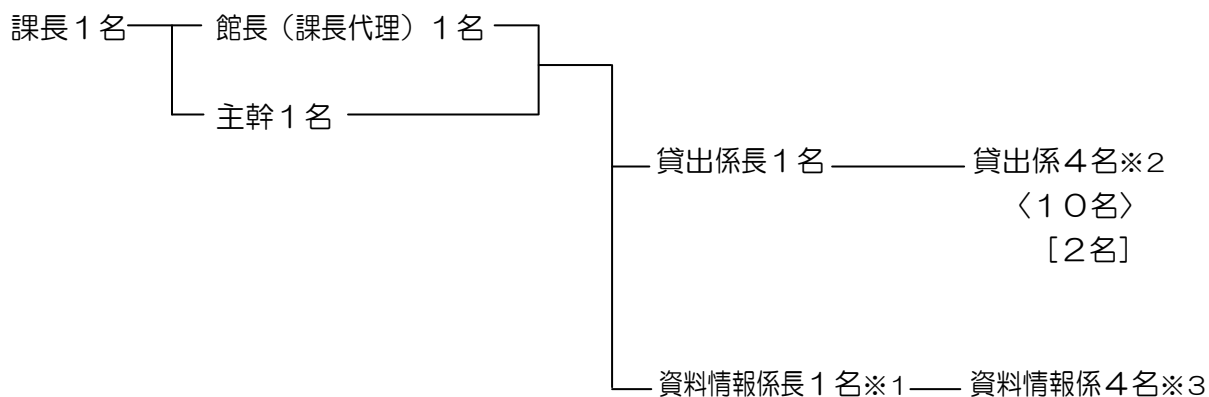 課長１名 館長（課長代理）１名
主幹１名
貸出係長１名 貸出係４名※2
〈１０名〉
［２名］
資料情報係長１名※1 資料情報係４名※3